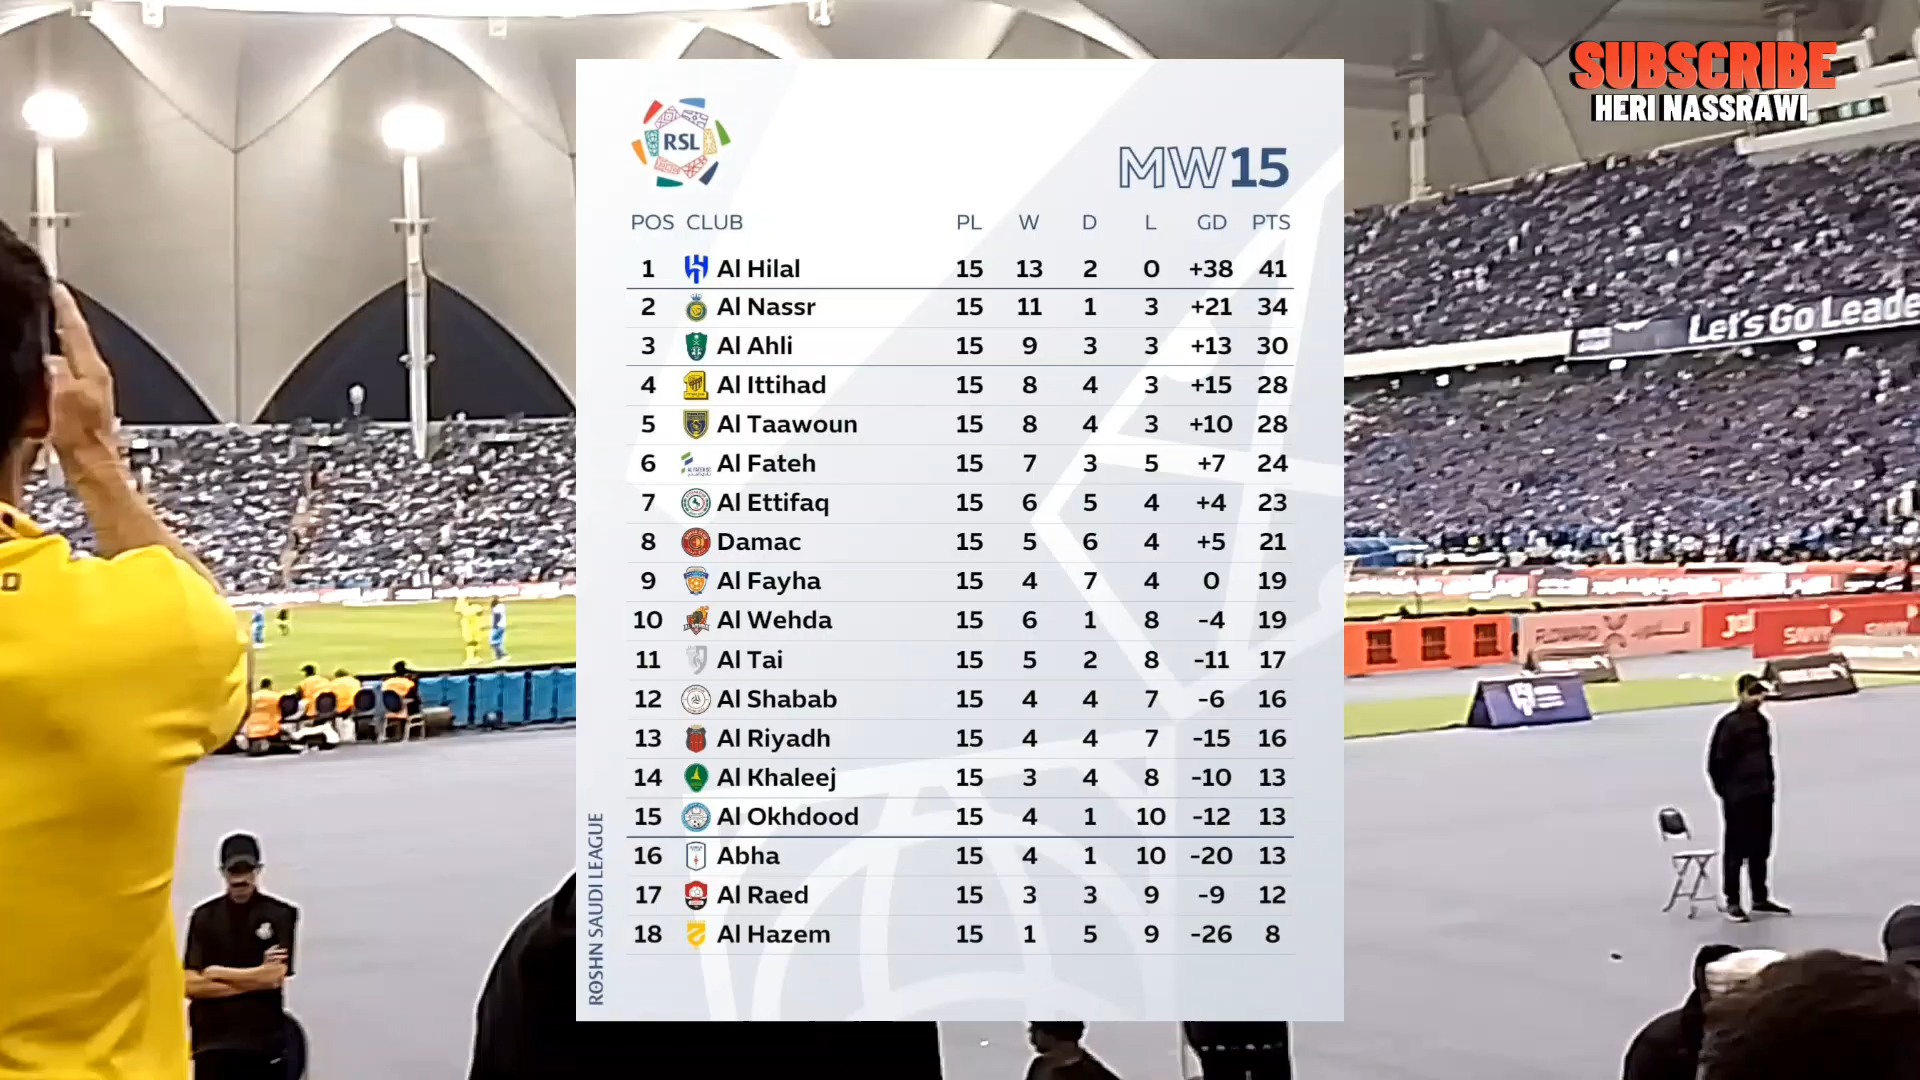 SUBSCRIBE
HERI NASSRAWI
RSL
MW15
POS CLUB PL W D L GD PTS
1 Al Hilal 15 13 2 0 +38 41
2 Al Nassr 15 11 1 3 +21 34
3 Al Ahli 15 9 3 3 +13 30
4 Al Ittihad 15 8 4 3 +15 28
5 Al Taawoun 15 8 4 3 +10 28
6 Al Fateh 15 7 3 5 +7 24
7 Al Ettifaq 15 6 5 4 +4 23
8 Damac 15 5 6 4 +5 21
9 Al Fayha 15 4 7 4 0 19
10 Al Wehda 15 6 1 8 -4 19
11 Al Tai 15 5 2 8 -11 17
12 Al Shabab 15 4 4 7 -6 16
13 Al Riyadh 15 4 4 7 -15 16
14 Al Khaleej 15 3 4 8 -10 13
15 Al Okhdood 15 4 1 10 -12 13
16 Abha 15 4 1 10 -20 13
17 Al Raed 15 3 3 9 -9 12
18 Al Hazem 15 1 5 9 -26 8
ROSHN SAUDI LEAGUE
Let's Go Leade